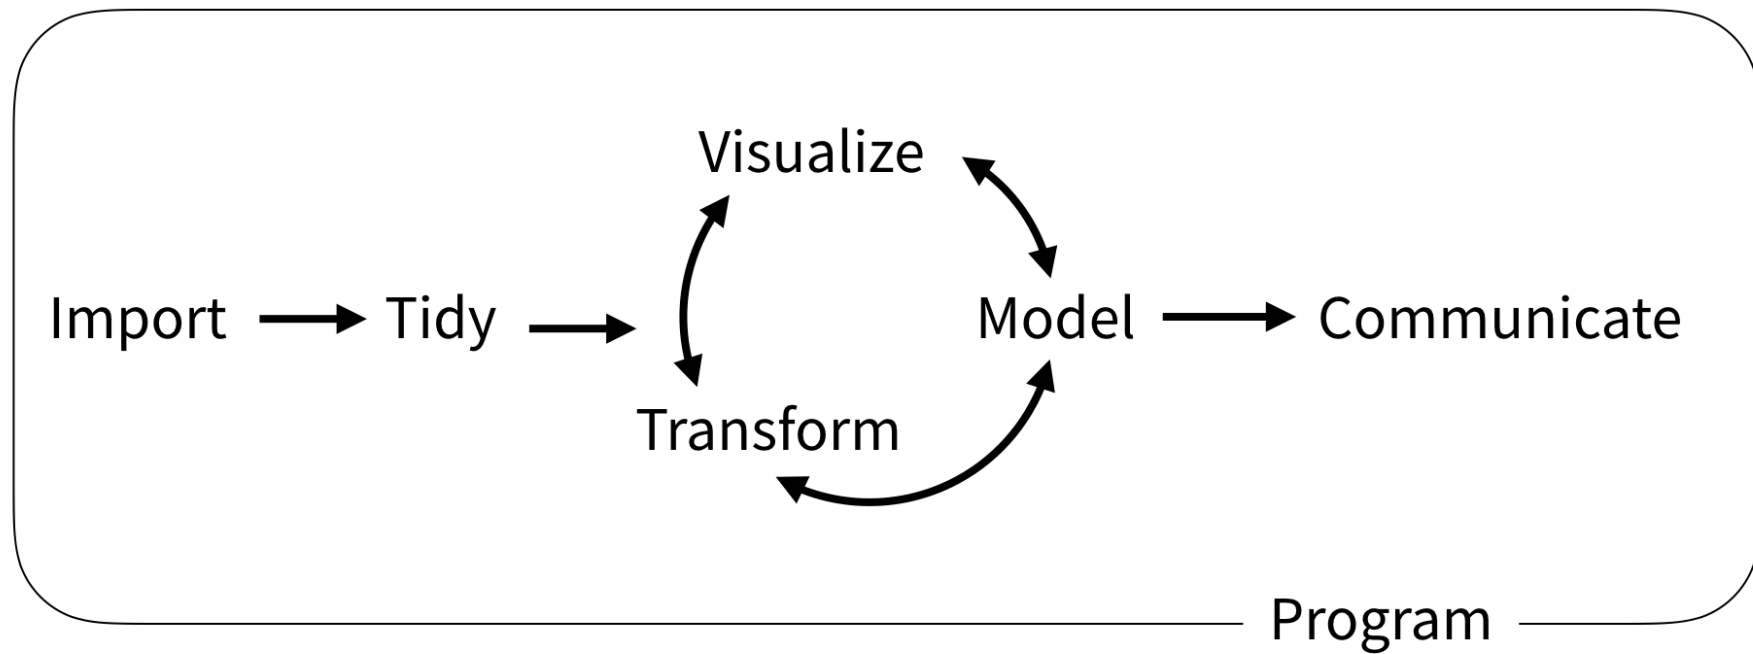 Visualize
Import
Tidy
Model
Communicate
Transform
Program